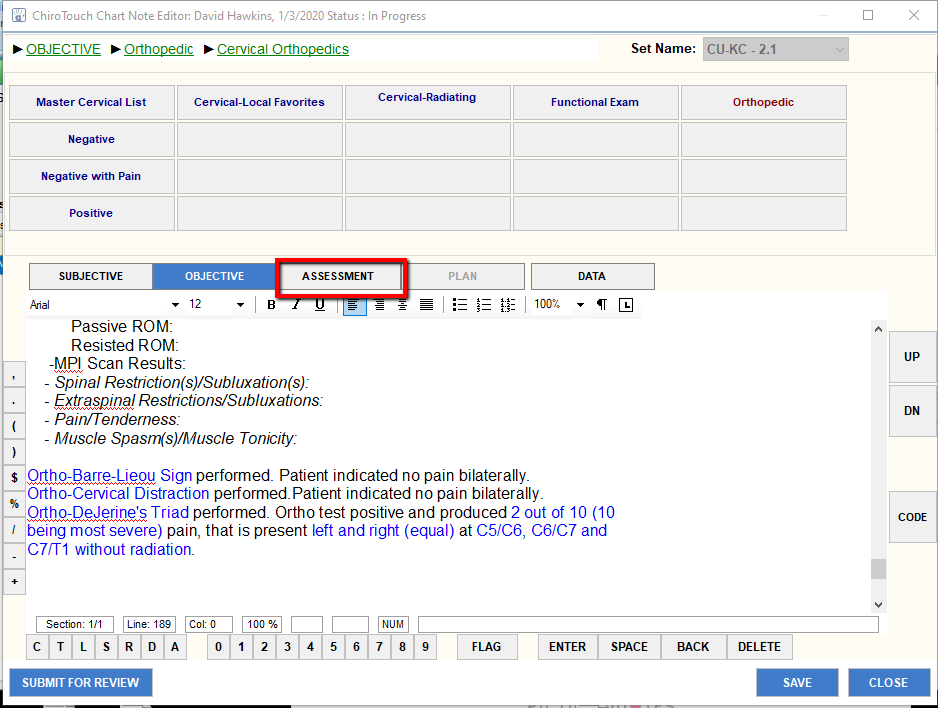 ChiroTouch Chart Note Editor: David Hawkins, 1/3/2020 Status : In Progress
OBJECTIVE Orthopedic Cervical Orthopedics Set Name: CU-KC - 2.1
Master Cervical List Cervical-Local Favorites Cervical-Radiating Functional Exam Orthopedic
Negative
Negative with Pain
Positive
SUBJECTIVE OBJECTIVE ASSESSMENT PLAN DATA
Arial 12 B I U 100% ¶
Passive ROM:
Resisted ROM:
-MPI Scan Results:
- Spinal Restriction(s)/Subluxation(s):
- Extraspinal Restrictions/Subluxations:
- Pain/Tenderness:
- Muscle Spasm(s)/Muscle Tonicity:
Ortho-Barre-Lieou Sign performed. Patient indicated no pain bilaterally.
Ortho-Cervical Distraction performed.Patient indicated no pain bilaterally.
Ortho-DeJerine's Triad performed. Ortho test positive and produced 2 out of 10 (10
being most severe) pain, that is present left and right (equal) at C5/C6, C6/C7 and
C7/T1 without radiation.
,
.
(
)
$
%
/
-
+
UP
DN
CODE
Section: 1/1 Line: 189 Col: 0 100 % NUM
C T L S R D A 0 1 2 3 4 5 6 7 8 9 FLAG ENTER SPACE BACK DELETE
SUBMIT FOR REVIEW SAVE CLOSE